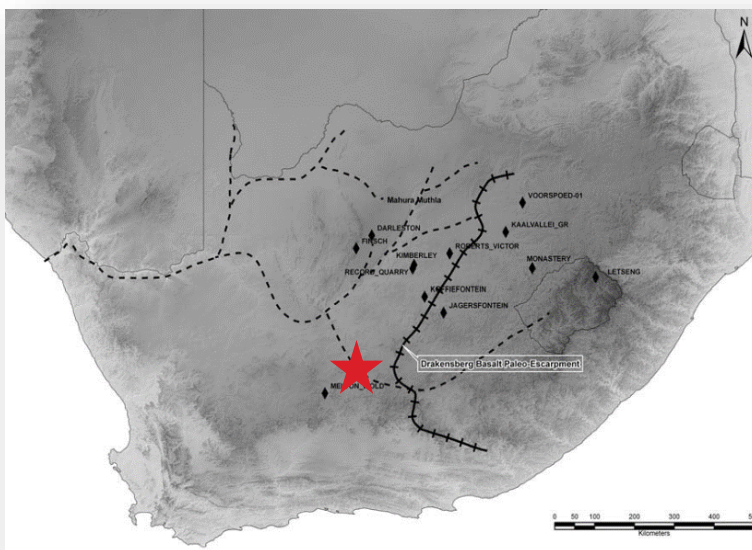 N
VOORSPOED-01
Mahura Muthla
DARLESTON
KAALVALLEI_GR
FINSCH
ROBERTS_VICTOR
KIMBERLEY
MONASTERY
RECORD_QUARRY
LETSENG
KOFFIEFONTEIN
JAGERSFONTEIN
Drakensberg Basalt Paleo-Escarpment
0 50 100 200 300 400
Kilometers